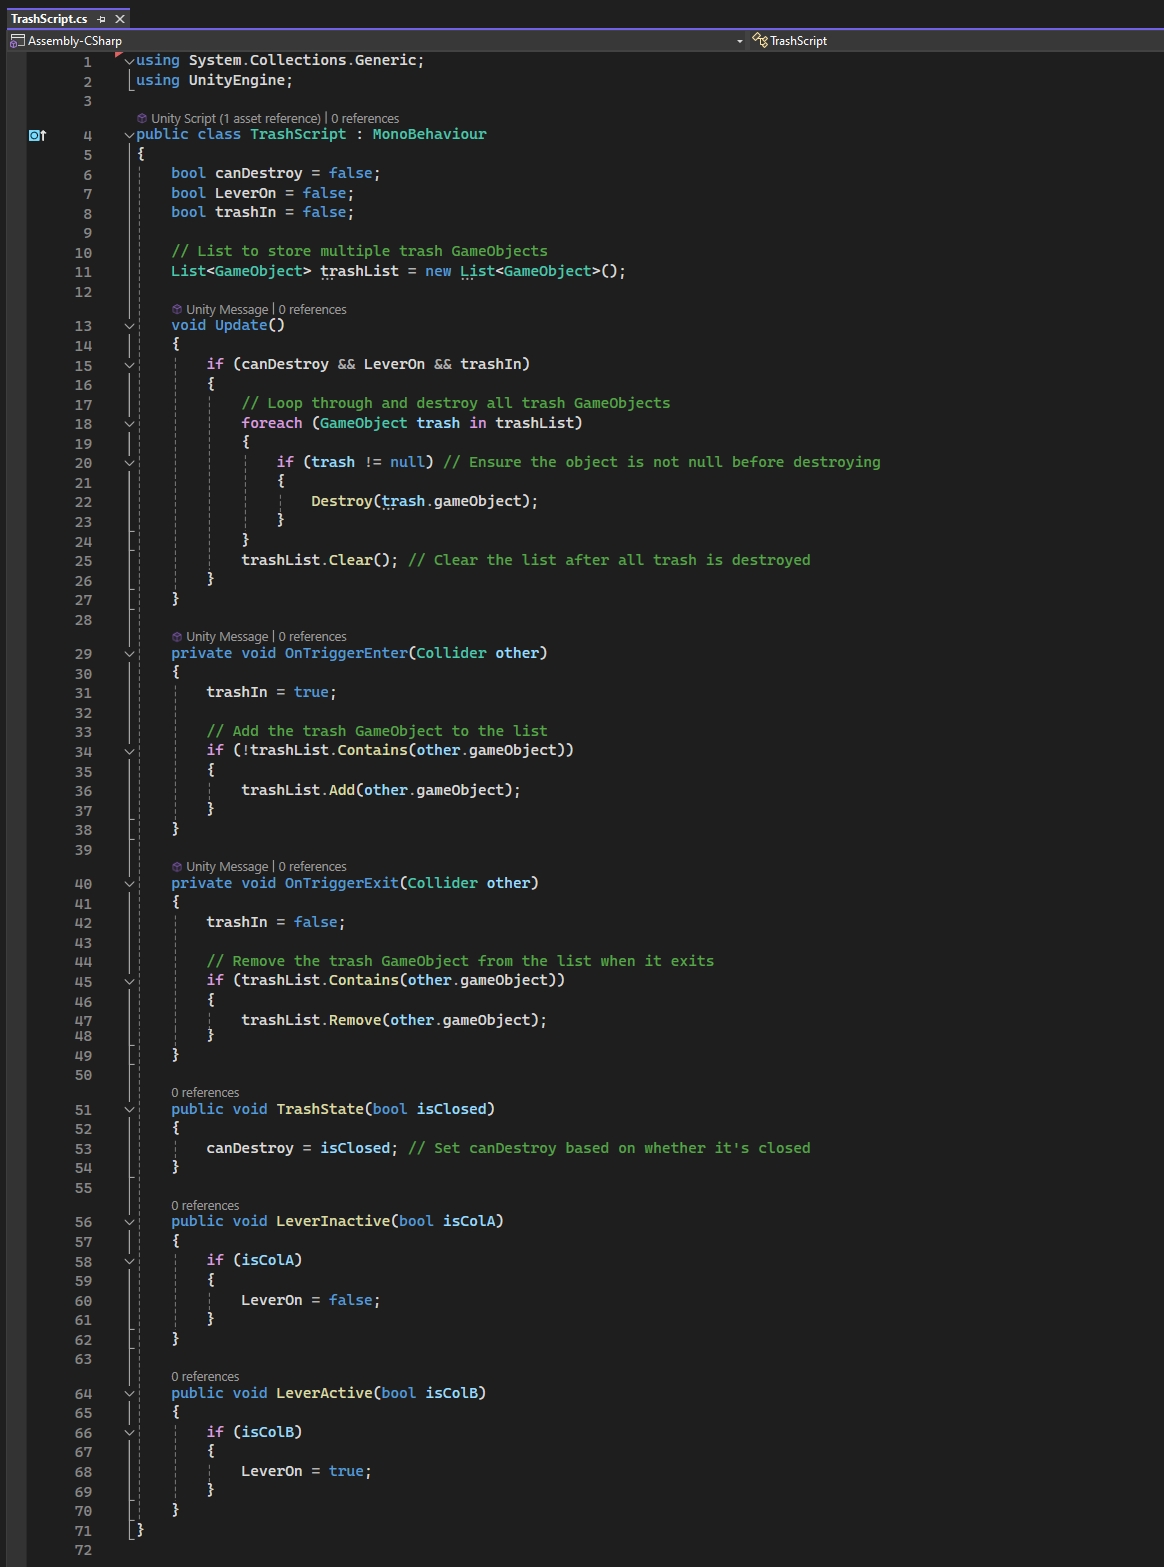 TrashScript.cs
Assembly-CSharp
TrashScript
1 using System.Collections.Generic;
2 using UnityEngine;
3
Unity Script (1 asset reference) | 0 references
4 public class TrashScript : MonoBehaviour
5 {
6     bool canDestroy = false;
7     bool LeverOn = false;
8     bool trashIn = false;
9
10     // List to store multiple trash GameObjects
11     List<GameObject> trashList = new List<GameObject>();
12
Unity Message | 0 references
13     void Update()
14     {
15         if (canDestroy && LeverOn && trashIn)
16         {
17             // Loop through and destroy all trash GameObjects
18             foreach (GameObject trash in trashList)
19             {
20                 if (trash != null) // Ensure the object is not null before destroying
21                 {
22                     Destroy(trash.gameObject);
23                 }
24             }
25             trashList.Clear(); // Clear the list after all trash is destroyed
26         }
27     }
28
Unity Message | 0 references
29     private void OnTriggerEnter(Collider other)
30     {
31         trashIn = true;
32
33         // Add the trash GameObject to the list
34         if (!trashList.Contains(other.gameObject))
35         {
36             trashList.Add(other.gameObject);
37         }
38     }
39
Unity Message | 0 references
40     private void OnTriggerExit(Collider other)
41     {
42         trashIn = false;
43
44         // Remove the trash GameObject from the list when it exits
45         if (trashList.Contains(other.gameObject))
46         {
47             trashList.Remove(other.gameObject);
48         }
49     }
50
0 references
51     public void TrashState(bool isClosed)
52     {
53         canDestroy = isClosed; // Set canDestroy based on whether it's closed
54     }
55
0 references
56     public void LeverInactive(bool isColA)
57     {
58         if (isColA)
59         {
60             LeverOn = false;
61         }
62     }
63
0 references
64     public void LeverActive(bool isColB)
65     {
66         if (isColB)
67         {
68             LeverOn = true;
69         }
70     }
71 }
72